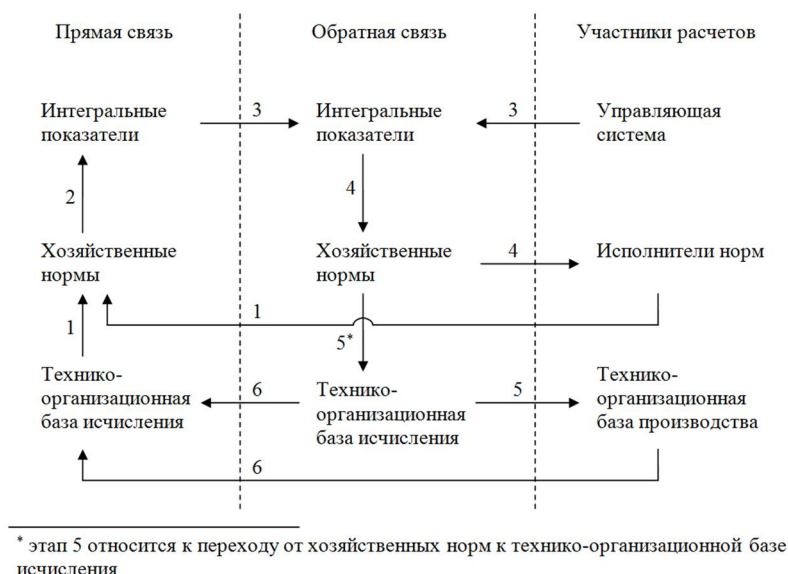 Прямая связь Обратная связь Участники расчетов
Интегральные 3 Интегральные 3 Управляющая
показатели показатели система
2 4
Хозяйственные Хозяйственные 4 Исполнители норм
нормы нормы
1 1
5*
Технико- Технико- Технико-
организационная 6 организационная 5 организационная
база исчисления база исчисления база производства
6
* этап 5 относится к переходу от хозяйственных норм к технико-организационной базе
исчисления